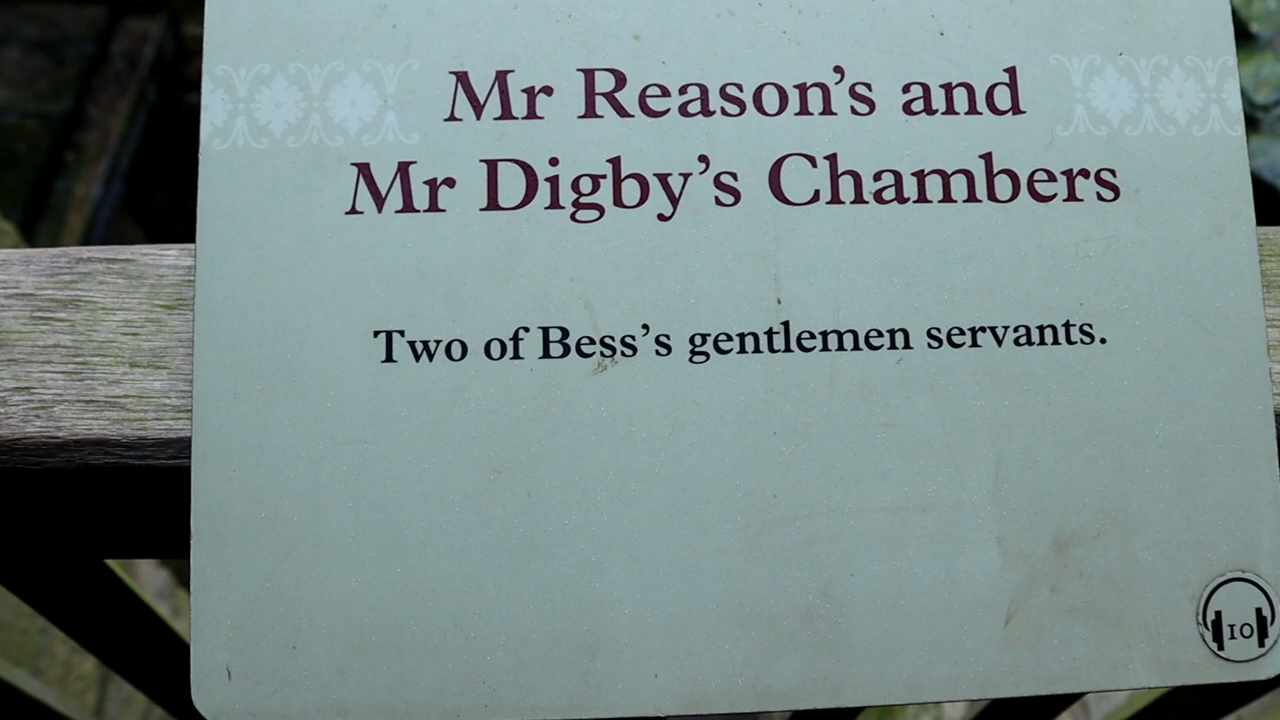 Mr Reason’s and
Mr Digby’s Chambers
Two of Bess’s gentlemen servants.
10